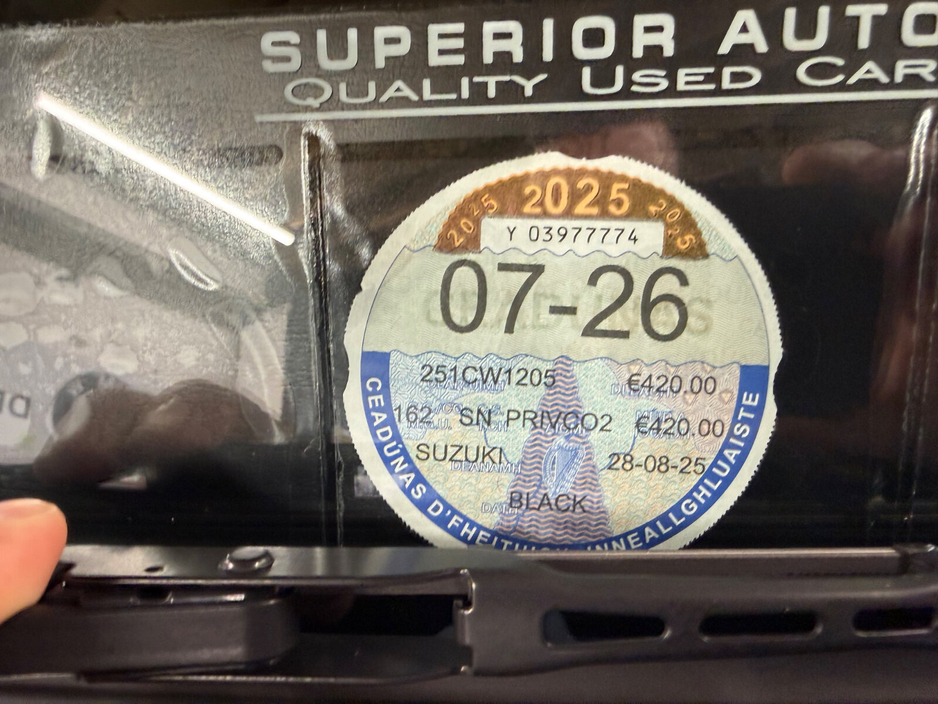 SUPERIOR AUTO
QUALITY USED CAR
2025 2025 2025
Y 03977774
07-26
251CW1205 €420.00
162 SN PRIVCO2 €420.00
SUZUKI 28-08-25
DÉANAMH
BLACK
CEADÚNAS D'FHEITHICIL INNEALLGHLUAISTE